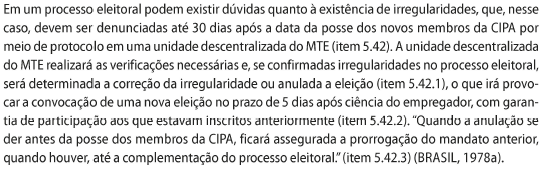 Em um processo eleitoral podem existir dúvidas quanto à existência de irregularidades, que, nesse
caso, devem ser denunciadas até 30 dias após a data da posse dos novos membros da CIPA por
meio de protocolo em uma unidade descentralizada do MTE (item 5.42). A unidade descentralizada
do MTE realizará as verificações necessárias e, se confirmadas irregularidades no processo eleitoral,
será determinada a correção da irregularidade ou anulada a eleição (item 5.42.1), o que irá provo-
car a convocação de uma nova eleição no prazo de 5 dias após ciência do empregador, com garan-
tia de participação aos que estavam inscritos anteriormente (item 5.42.2). “Quando a anulação se
der antes da posse dos membros da CIPA, ficará assegurada a prorrogação do mandato anterior,
quando houver, até a complementação do processo eleitoral.” (item 5.42.3) (BRASIL, 1978a).